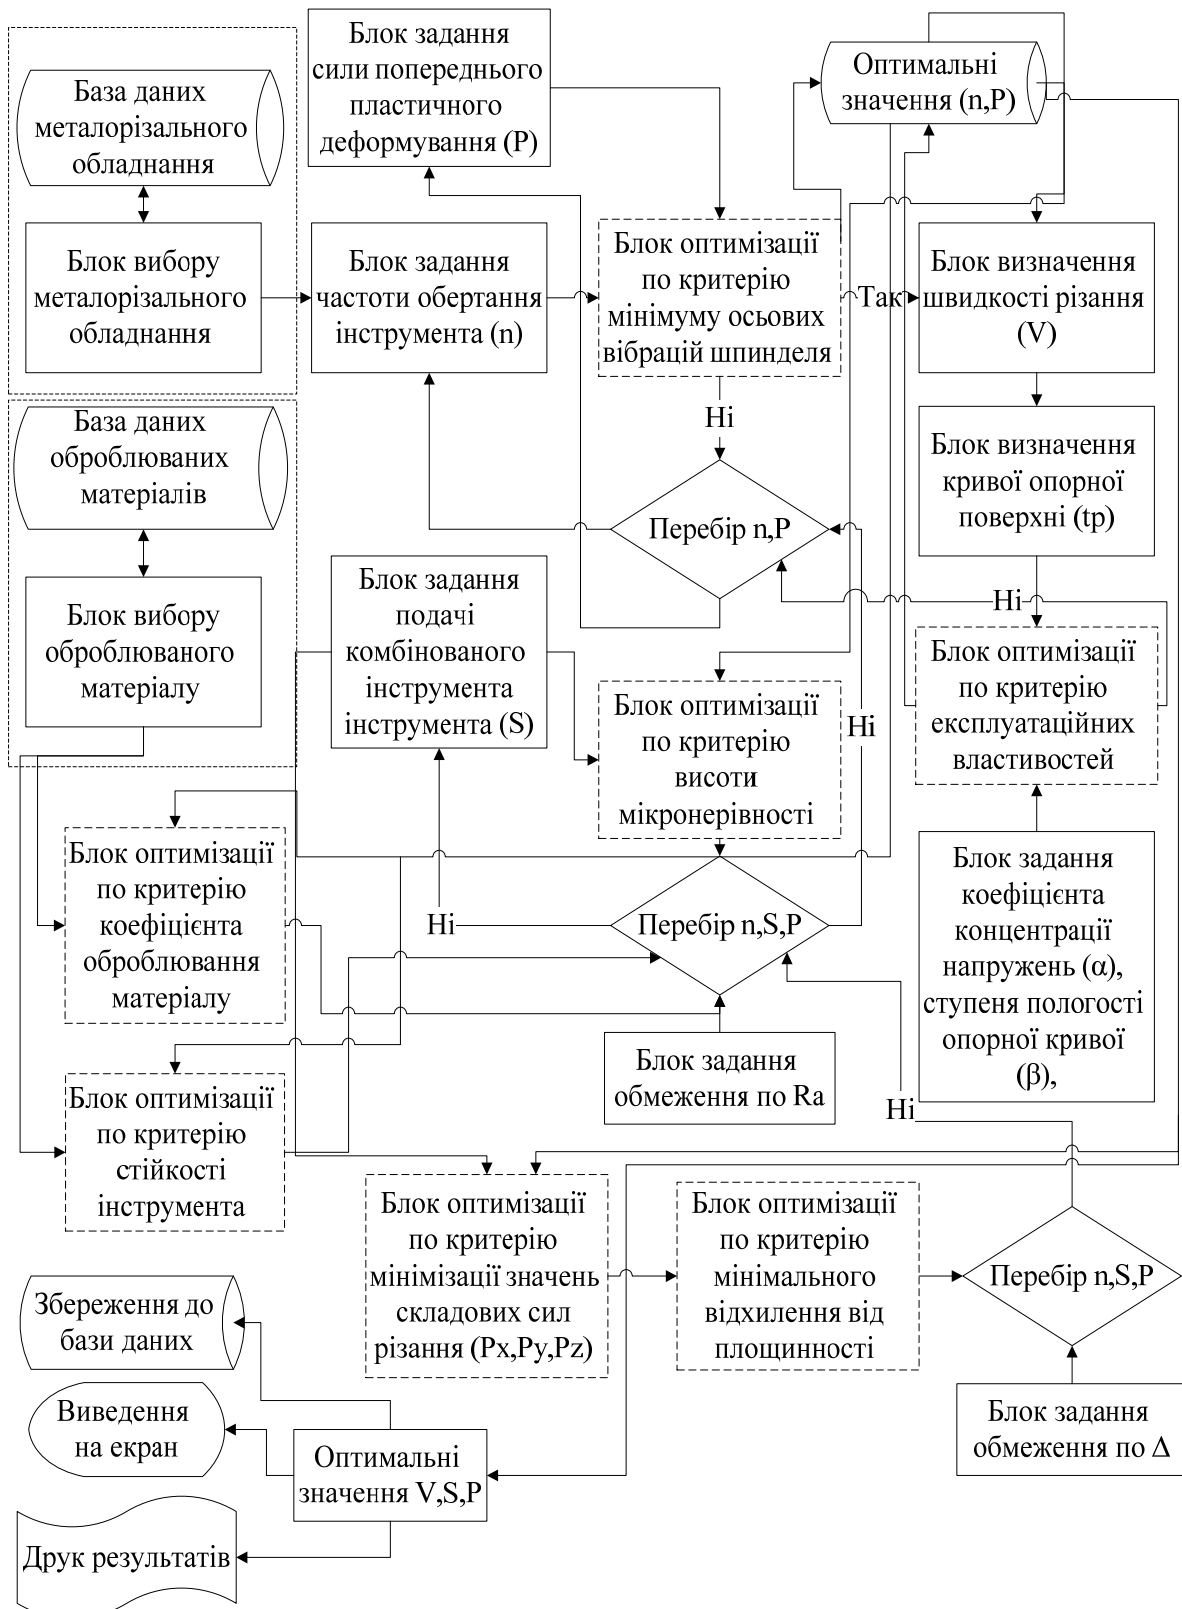 База даних
металорізального
обладнання
Блок задання
сили попереднього
пластичного
деформування (P)
Оптимальні
значення (n,P)
Блок вибору
металорізального
обладнання
Блок задання
частоти обертання
інструмента (n)
Блок оптимізації
по критерію
мінімуму осьових
вібрацій шпинделя
Так
Блок визначення
швидкості різання
(V)
Ні
База даних
оброблюваних
матеріалів
Перебір n,P
Блок визначення
кривої опорної
поверхні (tp)
Ні
Блок вибору
оброблюваного
матеріалу
Блок задання
подачі
комбінованого
інструмента
інструмента (S)
Блок оптимізації
по критерію
висоти
мікронерівності
Ні
Блок оптимізації
по критерію
експлуатаційних
властивостей
Блок оптимізації
по критерію
коефіцієнта
оброблювання
матеріалу
Ні
Перебір n,S,P
Блок задання
коефіцієнта
концентрації
напружень (α),
ступеня пологості
опорної кривої
(β),
Блок задання
обмеження по Ra
Ні
Блок оптимізації
по критерію
стійкості
інструмента
Блок оптимізації
по критерію
мінімізації значень
складових сил
різання (Px,Py,Pz)
Блок оптимізації
по критерію
мінімального
відхилення від
площинності
Перебір n,S,P
Збереження до
бази даних
Виведення
на екран
Оптимальні
значення V,S,P
Блок задання
обмеження по Δ
Друк результатів